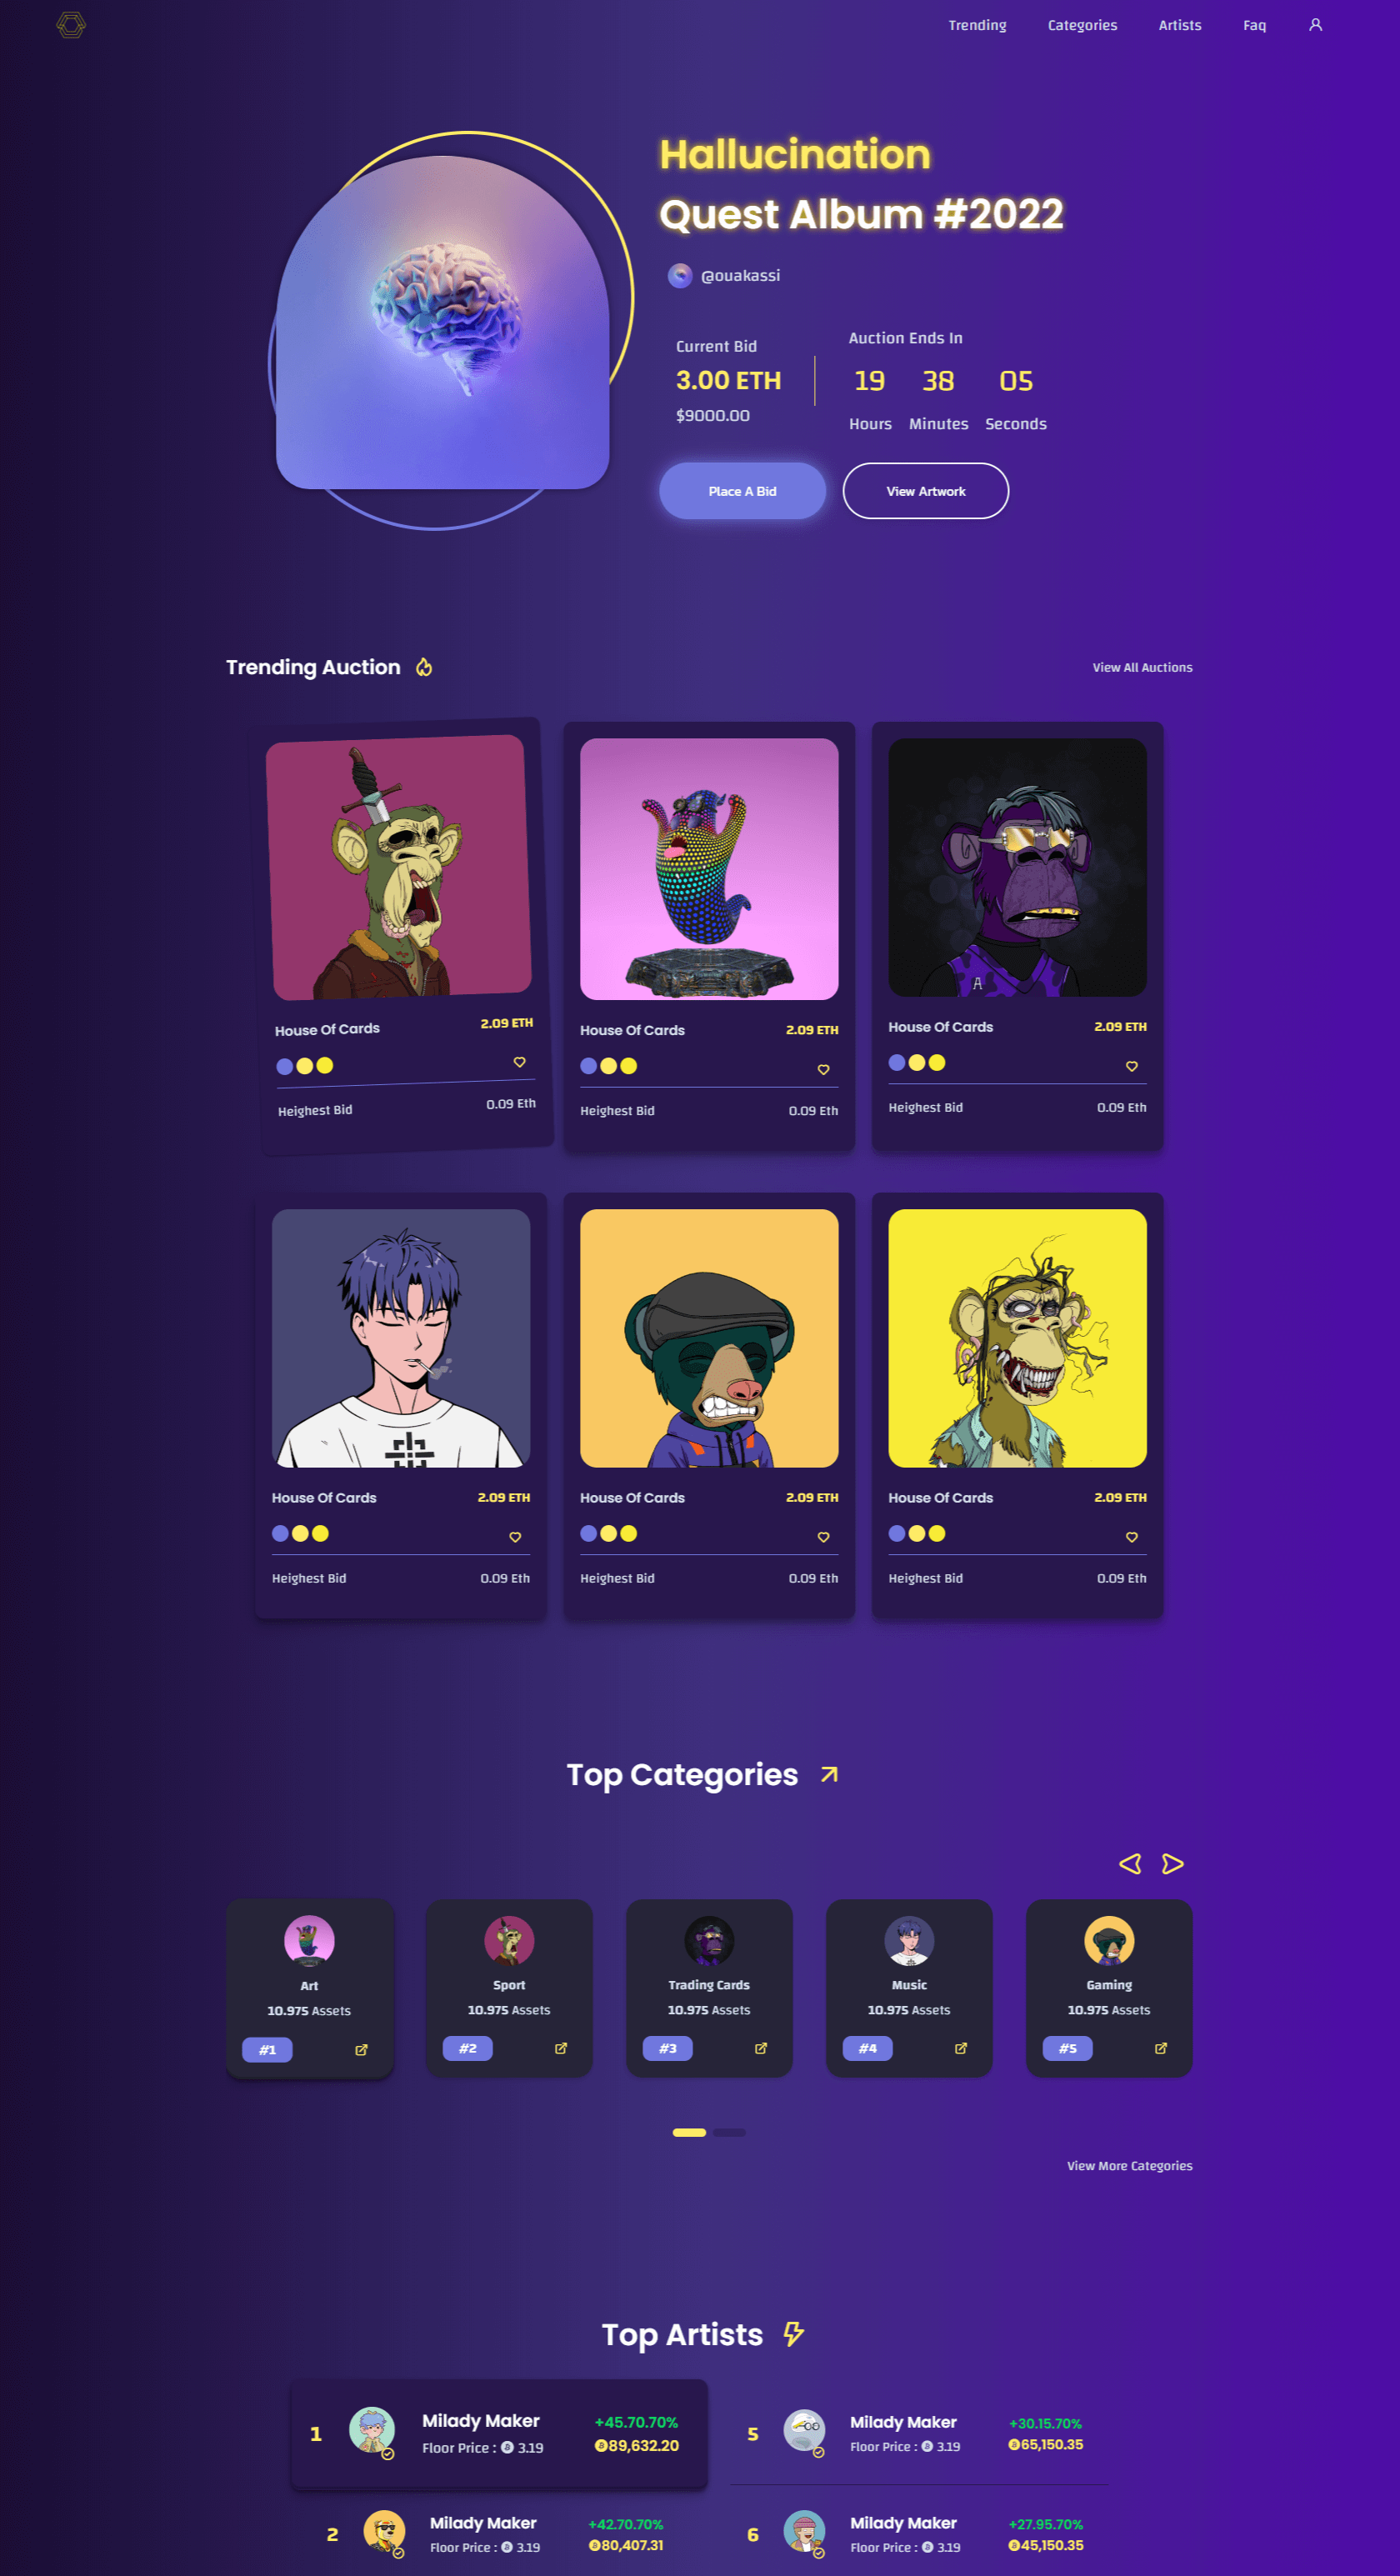 Trending Categories Artists Faq
Hallucination
Quest Album #2022
@ouakassi
Current Bid
3.00 ETH
$9000.00
Auction Ends In
19 38 05
Hours Minutes Seconds
Place A Bid View Artwork
Trending Auction View All Auctions
House Of Cards 2.09 ETH
Heighest Bid 0.09 Eth
House Of Cards 2.09 ETH
Heighest Bid 0.09 Eth
A
House Of Cards 2.09 ETH
Heighest Bid 0.09 Eth
House Of Cards 2.09 ETH
Heighest Bid 0.09 Eth
House Of Cards 2.09 ETH
Heighest Bid 0.09 Eth
House Of Cards 2.09 ETH
Heighest Bid 0.09 Eth
Top Categories
Art
10.975 Assets
#1
Sport
10.975 Assets
#2
Trading Cards
10.975 Assets
#3
Music
10.975 Assets
#4
Gaming
10.975 Assets
#5
View More Categories
Top Artists
1 Milady Maker +45.70.70%
Floor Price : 3.19 89,632.20
5 Milady Maker +30.15.70%
Floor Price : 3.19 65,150.35
2 Milady Maker +42.70.70%
Floor Price : 3.19 80,407.31
6 Milady Maker +27.95.70%
Floor Price : 3.19 45,150.35